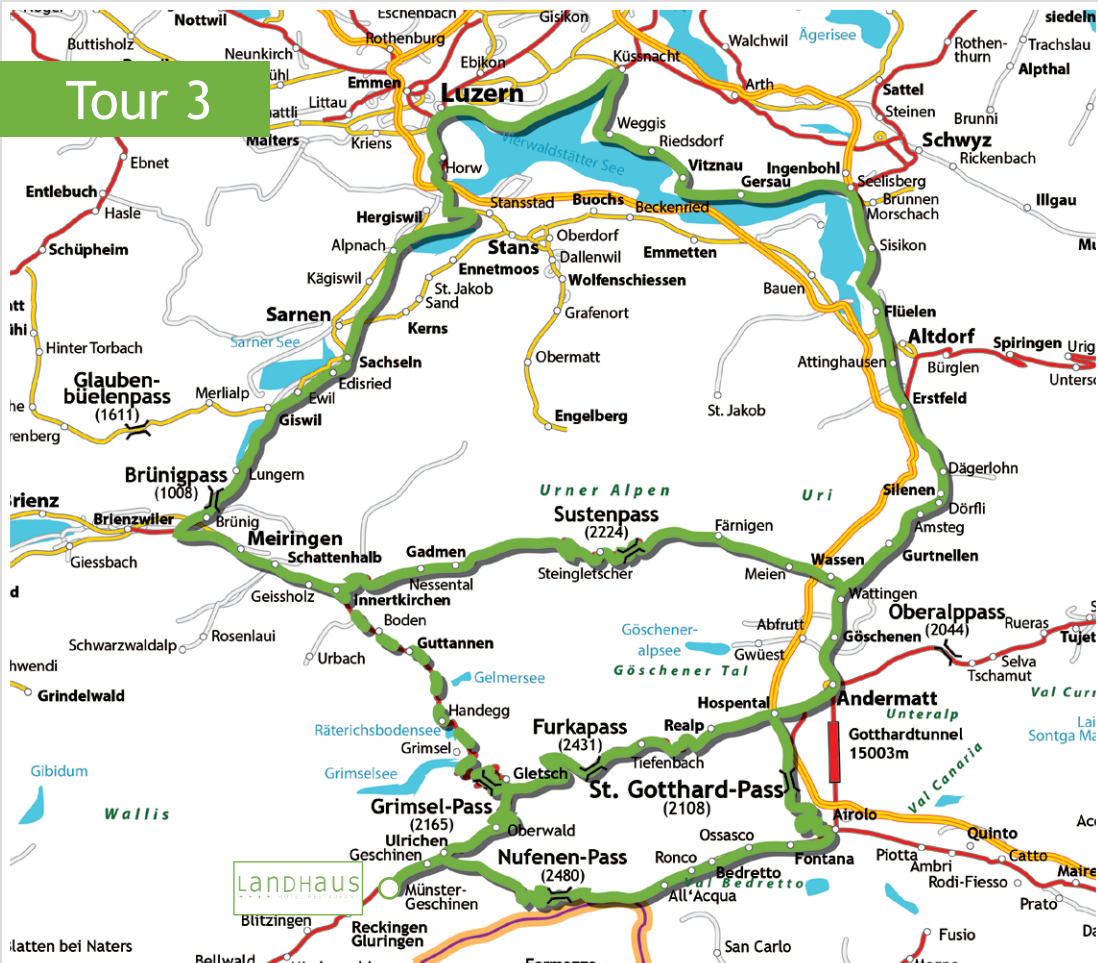 Tour 3
Nottwil
Eschenbach
Gisikon
siedeln
Buttisholz
Rothenburg
Walchwil
Ägerisee
Rothen-
thurn
Trachslau
Neunkirch
Ebikon
Küssnacht
Alpthal
Emmen
Luzern
Arth
Sattel
Littau
Steinen
Brunni
Malters
Kriens
Weggis
Schwyz
Ebnet
Vierwaldstätter See
Riedsdorf
Rickenbach
Horw
Vitznau
Ingenbohl
Entlebuch
Gersau
Seelisberg
Hasle
Stansstad
Buochs
Beckenried
Brunnen
Illgau
Hergiswil
Morschach
Schüpheim
Alpnach
Stans
Oberdorf
Emmetten
Sisikon
Dallenwil
Ennetmoos
Kägiswil
St. Jakob
Wolfenschiessen
Bauen
Sand
Sarnen
Kerns
Grafenort
Flüelen
Sarner See
Altdorf
Hinter Torbach
Sachseln
Obermatt
Attinghausen
Spiringen
Bürglen
Glauben-
büelenpass
(1611)
Edisried
Merlialp
Ewil
Giswil
St. Jakob
Erstfeld
Engelberg
Brünigpass
(1008)
Lungern
Dägerlohn
Urner Alpen
Uri
Silenen
Sustenpass
(2224)
Dörfli
Brienzwiler
Brünig
Färnigen
Amsteg
Meiringen
Schattenhalb
Gadmen
Giessbach
Wassen
Gurtnellen
Steingletscher
Meien
Nessental
Geissholz
Innertkirchen
Wattingen
Boden
Oberalppass
(2044)
Rueras
Abfrutt
Göschener-
alpsee
Rosenlaui
Göschenen
Schwarzwaldalp
Guttannen
Gwüest
Urbach
Selva
Göschener Tal
Tschamut
Gelmersee
Grindelwald
Andermatt
Hospental
Handegg
Unteralp
Räterichsbodensee
Furkapass
(2431)
Realp
Gotthardtunnel
15003m
Grimsel
Tiefenbach
Gibidum
Grimselsee
Gletsch
Val Canaria
St. Gotthard-Pass
(2108)
Wallis
Grimsel-Pass
(2165)
Airolo
Oberwald
Quinto
Ulrichen
Ossasco
Geschinen
Nufenen-Pass
(2480)
Ronco
Fontana
Piotta
Catto
Ambri
Bedretto
Val Bedretto
Rodi-Fiesso
LANDHAUS
HOTEL RESTAURANT
Münster-
Geschinen
All'Acqua
Prato
Blitzingen
Reckingen
Gluringen
Fusio
San Carlo
Bellwald